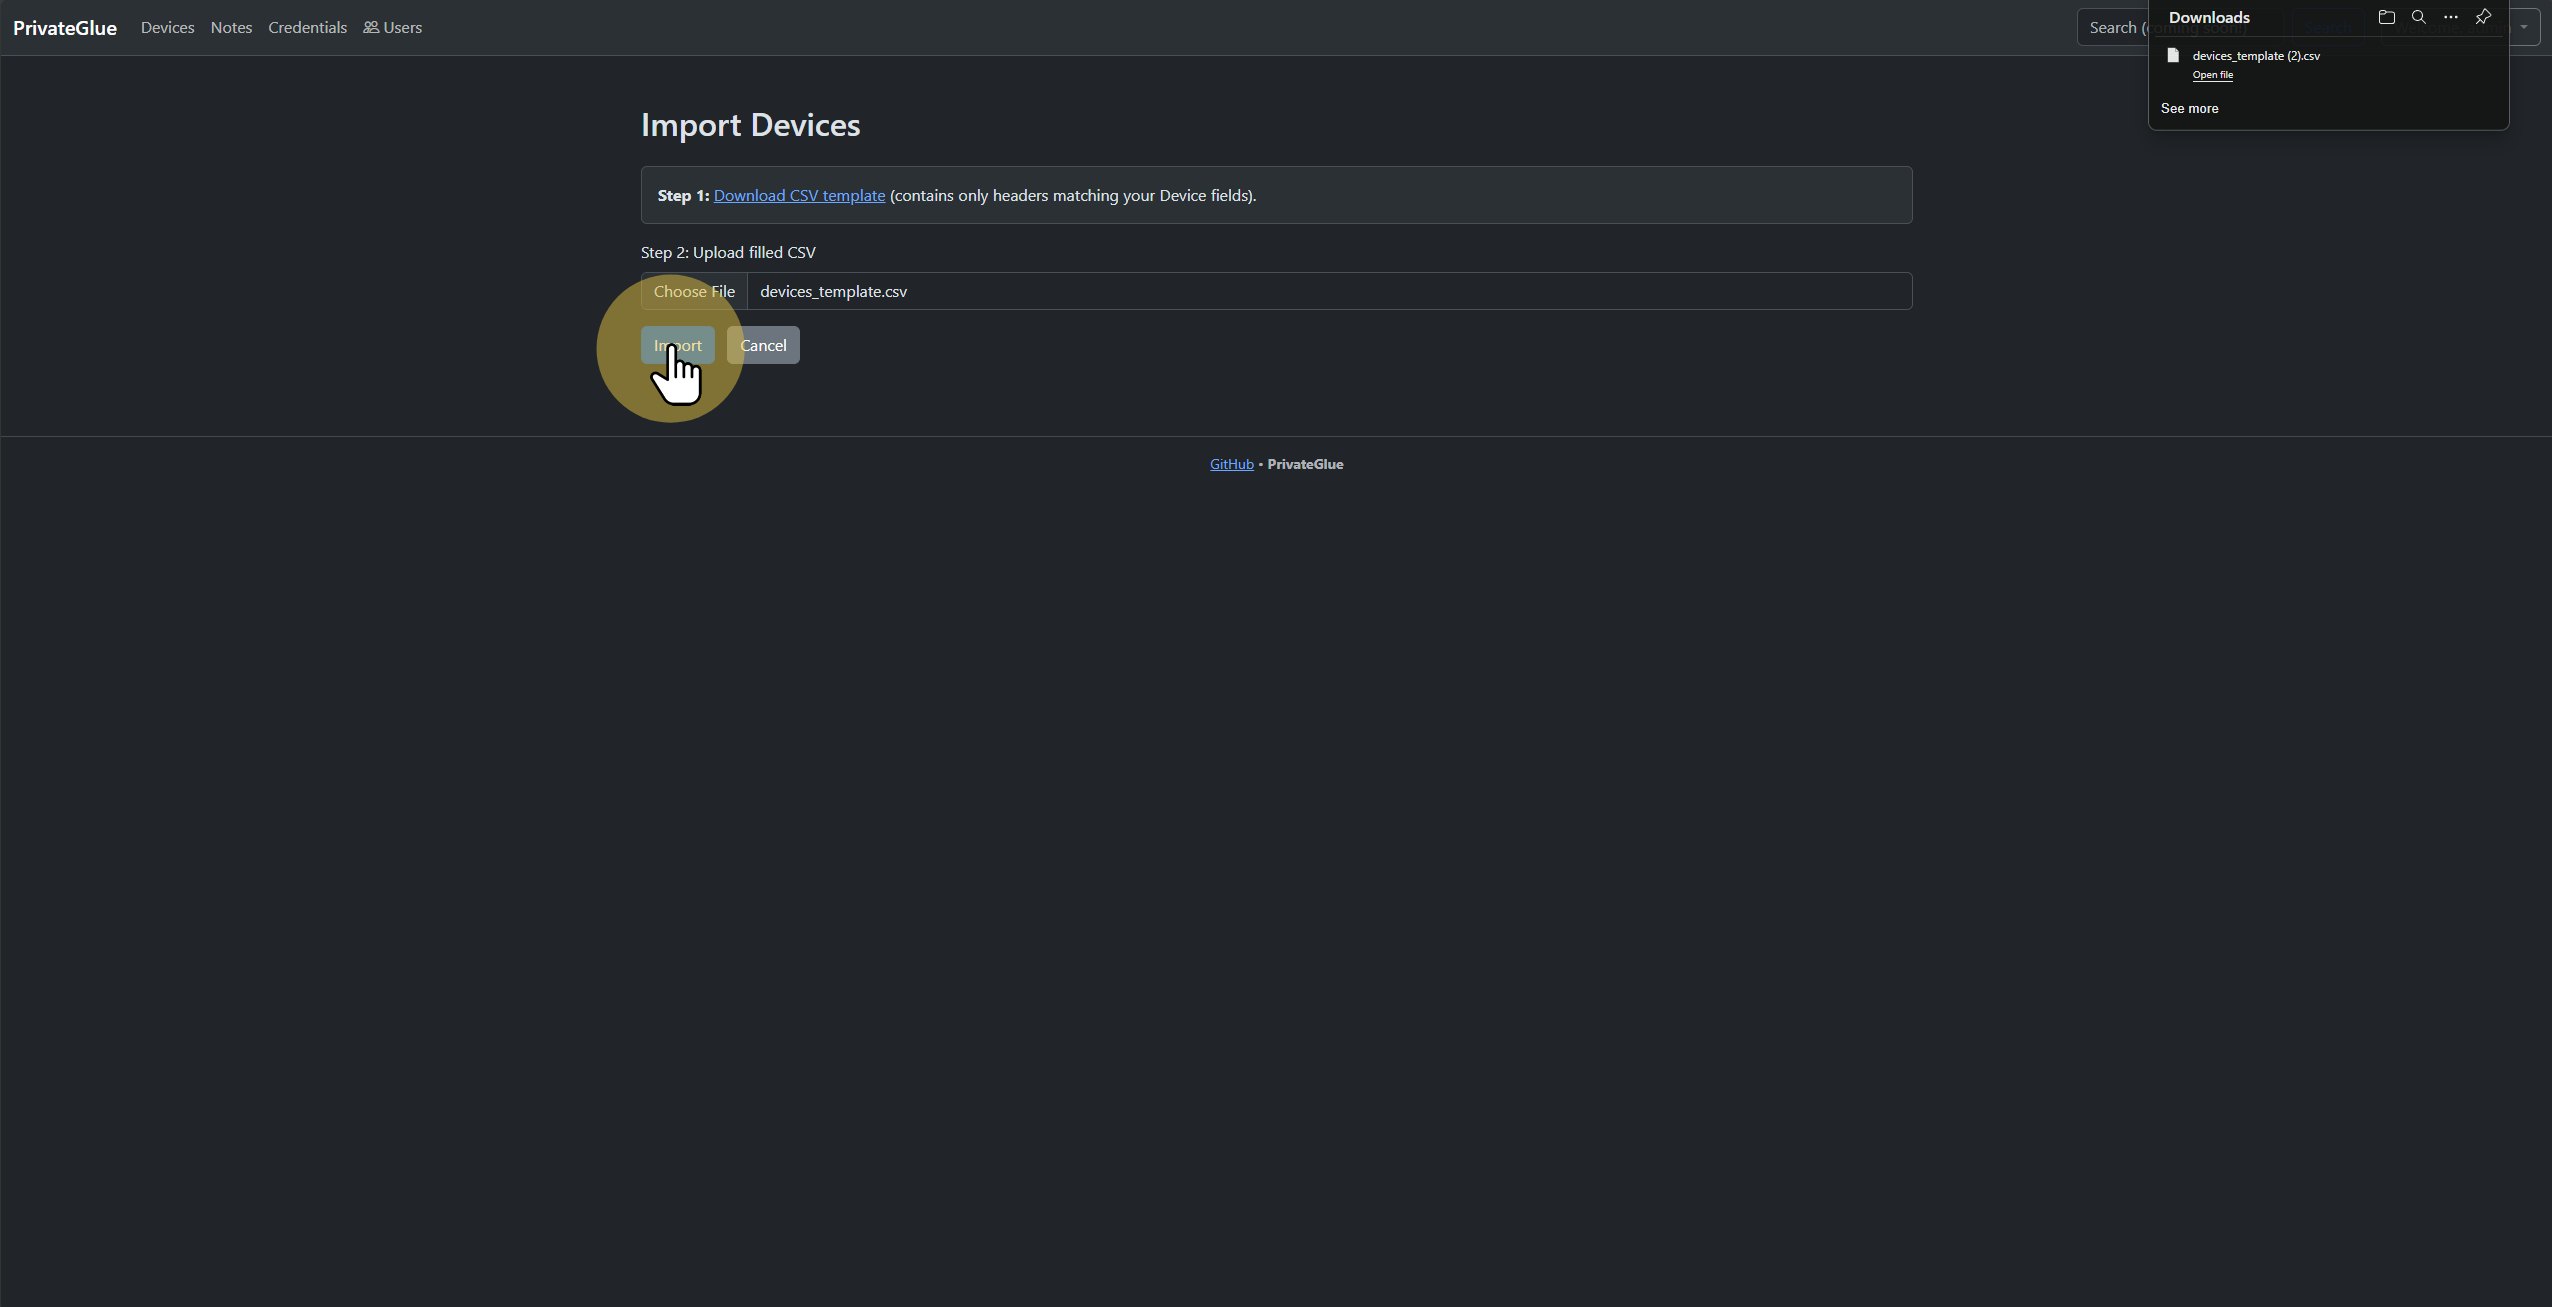 PrivateGlue Devices Notes Credentials Users
Search (
Downloads
devices_template (2).csv
Open file
See more
Import Devices
Step 1: Download CSV template (contains only headers matching your Device fields).
Step 2: Upload filled CSV
Choose File devices_template.csv
Import Cancel
GitHub • PrivateGlue